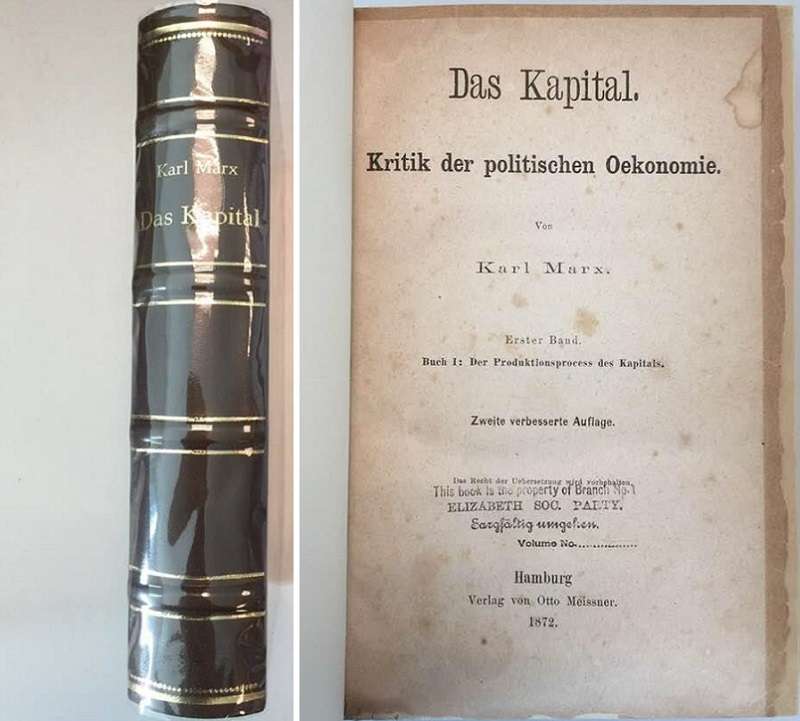 Karl Marx
Das Kapital
Das Kapital.
Kritik der politischen Oekonomie.
Von
Karl Marx.
Erster Band.
Buch I: Der Produktionsprocess des Kapitals.
Zweite verbesserte Auflage.
Das Recht der Uebersetzung wird vorbehalten.
This book is the property of Branch No. 1
ELIZABETH SOC. PARTY.
Sorgfältig umgehen.
Volume No...............
Hamburg
Verlag von Otto Meissner.
1872.